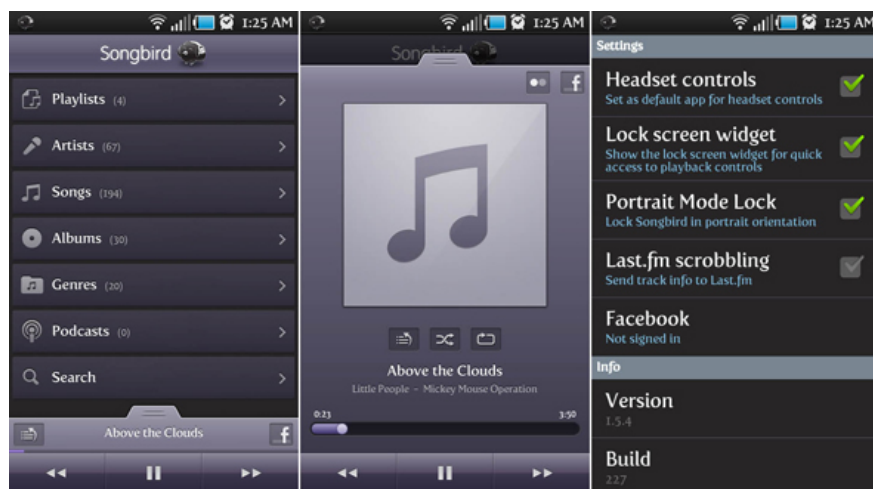 1:25 AM
Songbird
Playlists (4)
Artists (67)
Songs (194)
Albums (30)
Genres (20)
Podcasts (0)
Search
Above the Clouds
f
1:25 AM
Songbird
f
Above the Clouds
Little People – Mickey Mouse Operation
0:23
3:50
1:25 AM
Settings
Headset controls
Set as default app for headset controls
Lock screen widget
Show the lock screen widget for quick
access to playback controls
Portrait Mode Lock
Lock Songbird in portrait orientation
Last.fm scrobbling
Send track info to Last.fm
Facebook
Not signed in
Info
Version
1.5.4
Build
227